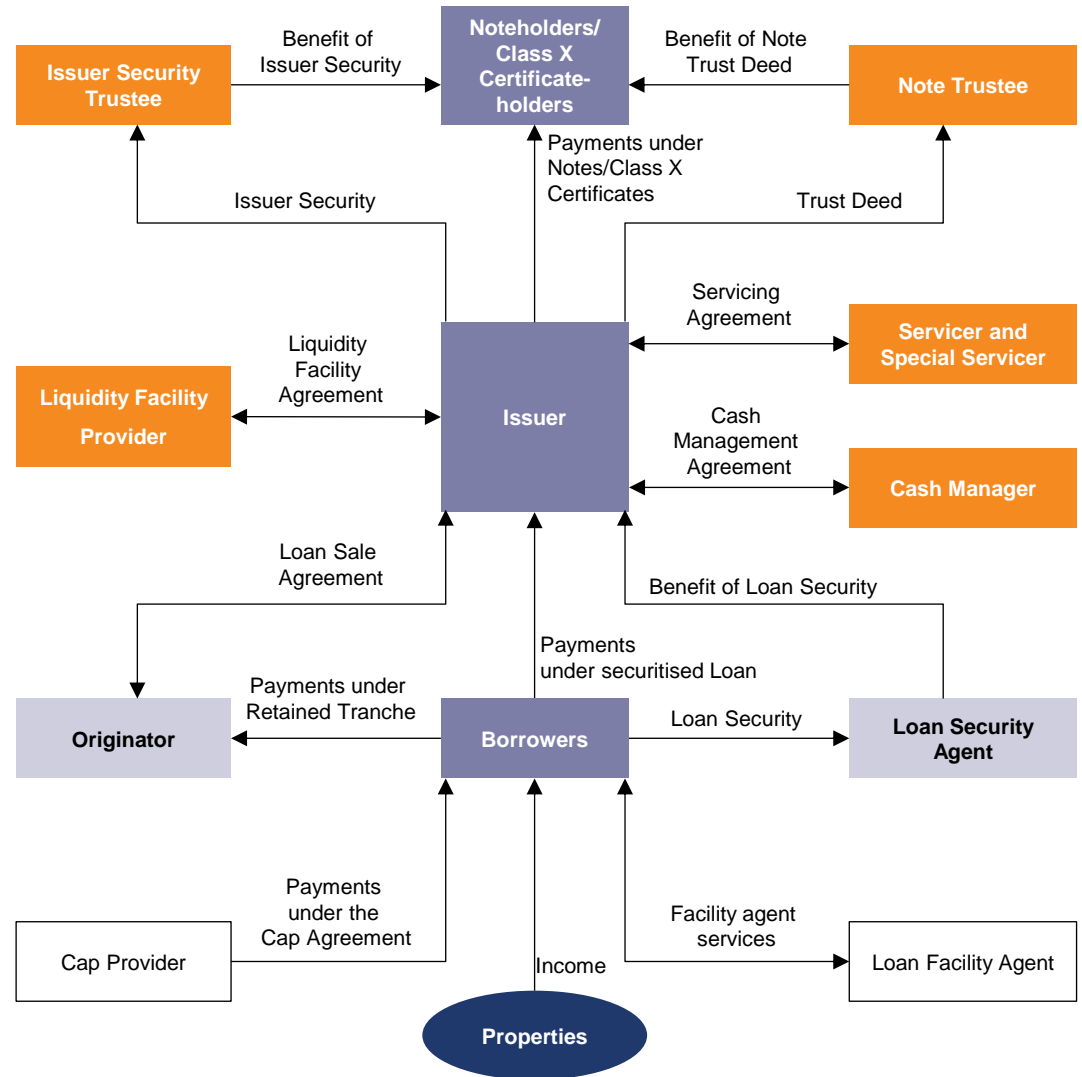 Noteholders/
Class X
Certificate-
holders
Benefit of
Issuer Security
Benefit of Note
Trust Deed
Issuer Security
Trustee
Note Trustee
Payments under
Notes/Class X
Certificates
Issuer Security
Trust Deed
Servicing
Agreement
Servicer and
Special Servicer
Liquidity
Facility
Agreement
Liquidity Facility
Provider
Issuer
Cash
Management
Agreement
Cash Manager
Loan Sale
Agreement
Benefit of Loan Security
Payments
under securitised Loan
Payments under
Retained Tranche
Loan Security
Originator
Borrowers
Loan Security
Agent
Payments
under the
Cap Agreement
Facility agent
services
Cap Provider
Income
Loan Facility Agent
Properties